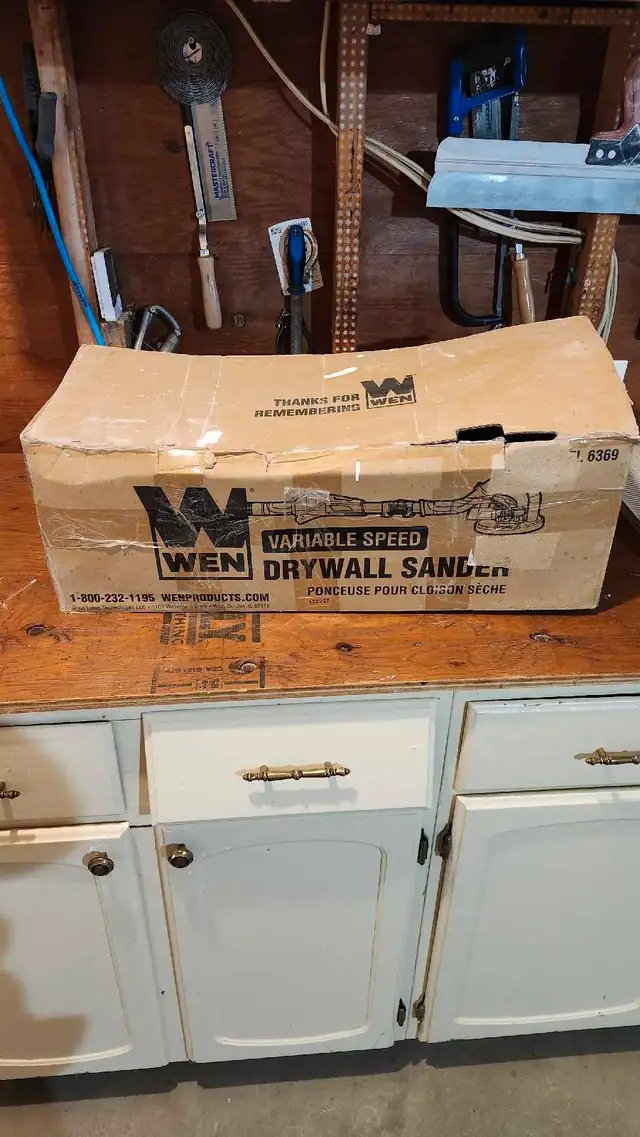 MASTERCRAFT
THANKS FOR
REMEMBERING
WEN
6369
WEN
®
VARIABLE SPEED
DRYWALL SANDER
PONCEUSE POUR CLOISON SÈCHE
1-800-232-1195 WENPRODUCTS.COM